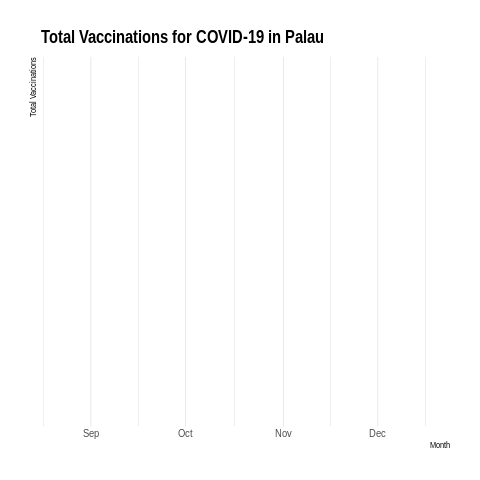 Total Vaccinations for COVID-19 in Palau
Total Vaccinations
Sep Oct Nov Dec
Month